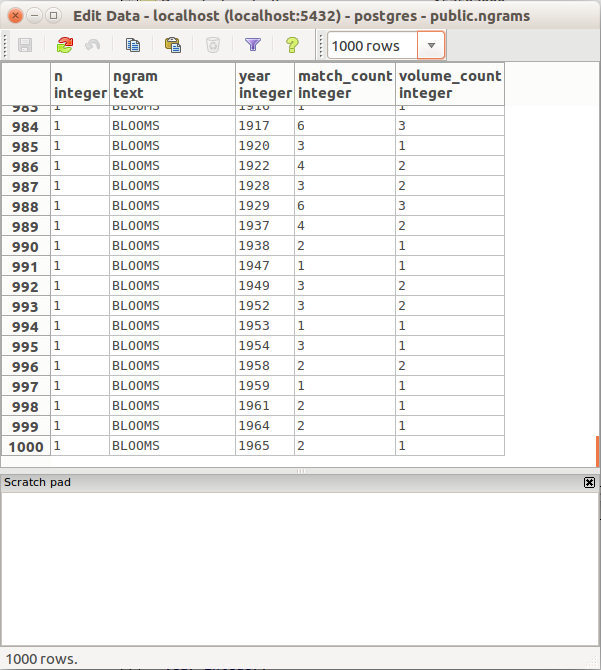 Edit Data - localhost (localhost:5432) - postgres - public.ngrams
1000 rows
n ngram year match_count volume_count
integer text integer integer integer
983 1 BLOOMS 1916 1 1
984 1 BLOOMS 1917 6 3
985 1 BLOOMS 1920 3 1
986 1 BLOOMS 1922 4 2
987 1 BLOOMS 1928 3 2
988 1 BLOOMS 1929 6 3
989 1 BLOOMS 1937 4 2
990 1 BLOOMS 1938 2 1
991 1 BLOOMS 1947 1 1
992 1 BLOOMS 1949 3 2
993 1 BLOOMS 1952 3 2
994 1 BLOOMS 1953 1 1
995 1 BLOOMS 1954 3 1
996 1 BLOOMS 1958 2 2
997 1 BLOOMS 1959 1 1
998 1 BLOOMS 1961 2 1
999 1 BLOOMS 1964 2 1
1000 1 BLOOMS 1965 2 1
Scratch pad
1000 rows.